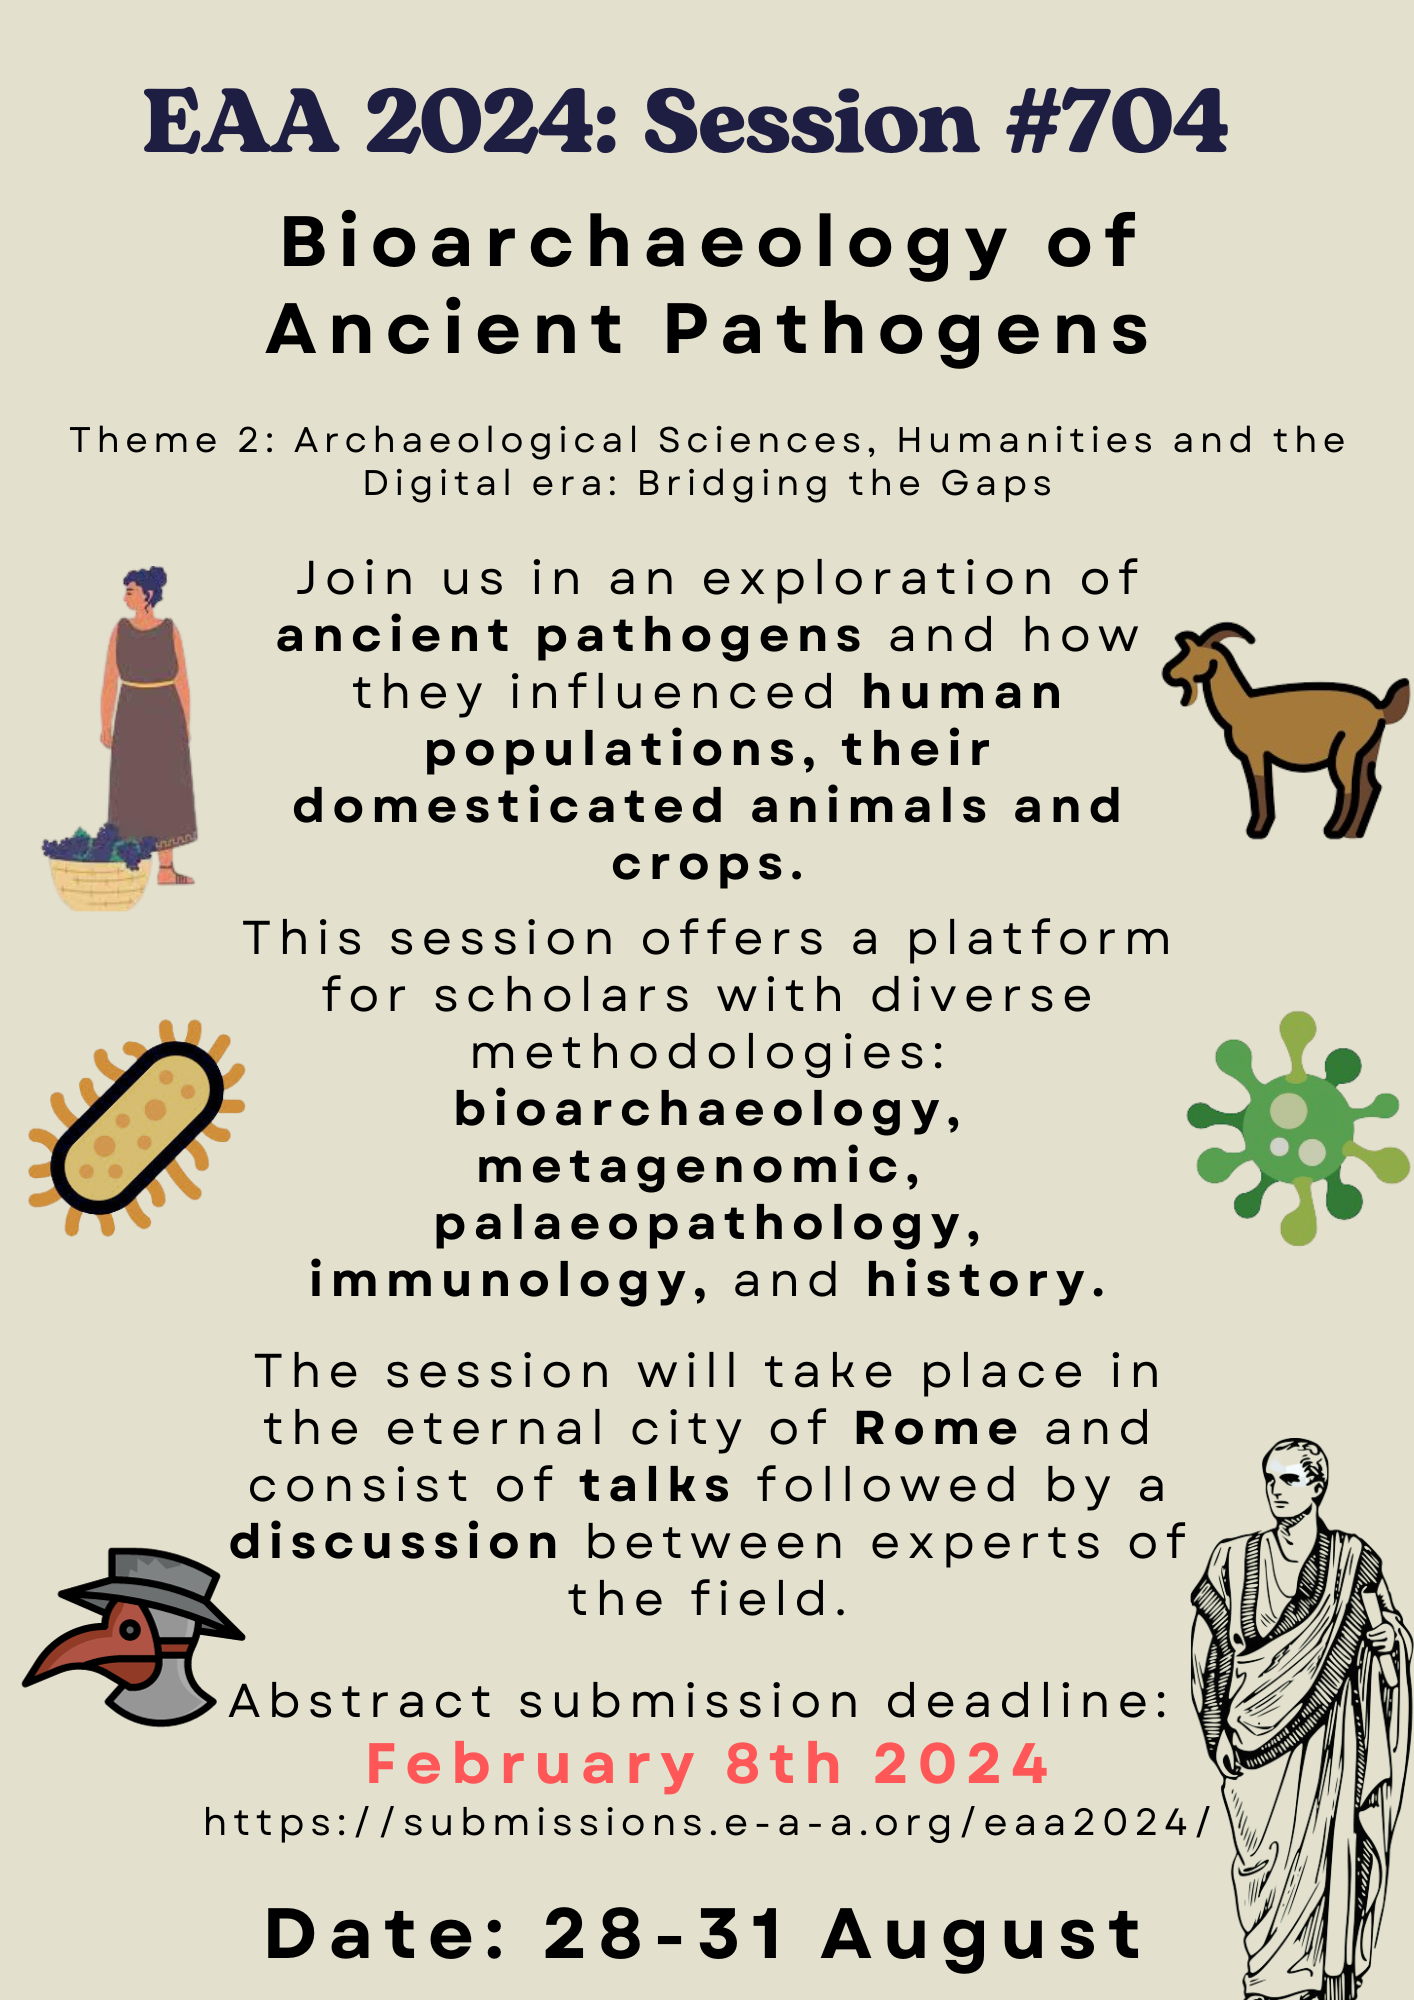 EAA 2024: Session #704
Bioarchaeology of
Ancient Pathogens
Theme 2: Archaeological Sciences, Humanities and the
Digital era: Bridging the Gaps
Join us in an exploration of
ancient pathogens and how
they influenced human
populations, their
domesticated animals and
crops.
This session offers a platform
for scholars with diverse
methodologies:
bioarchaeology,
metagenomic,
palaeopathology,
immunology, and history.
The session will take place in
the eternal city of Rome and
consist of talks followed by a
discussion between experts of
the field.
Abstract submission deadline:
February 8th 2024
https://submissions.e-a-a.org/eaa2024/
Date: 28-31 August